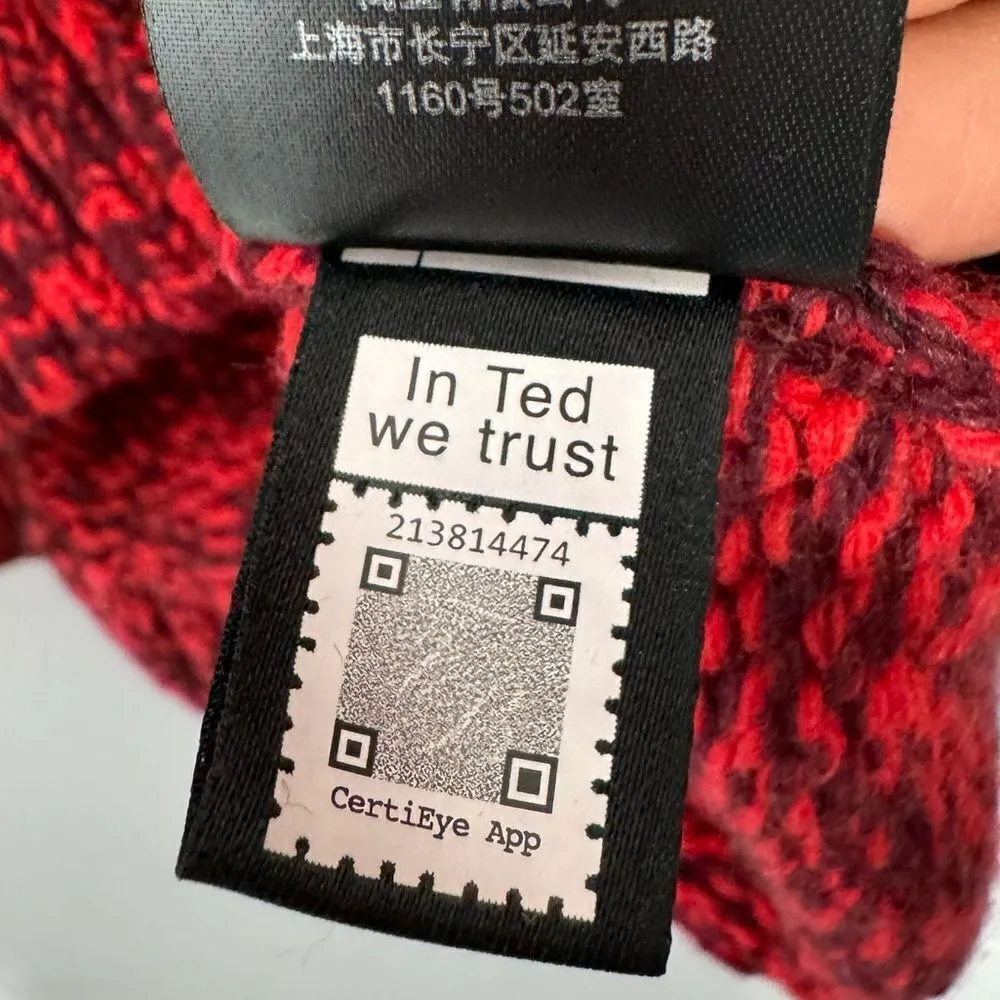 上海市长宁区延安西路
1160号502室
In Ted
we trust
213814474
CertiEye App